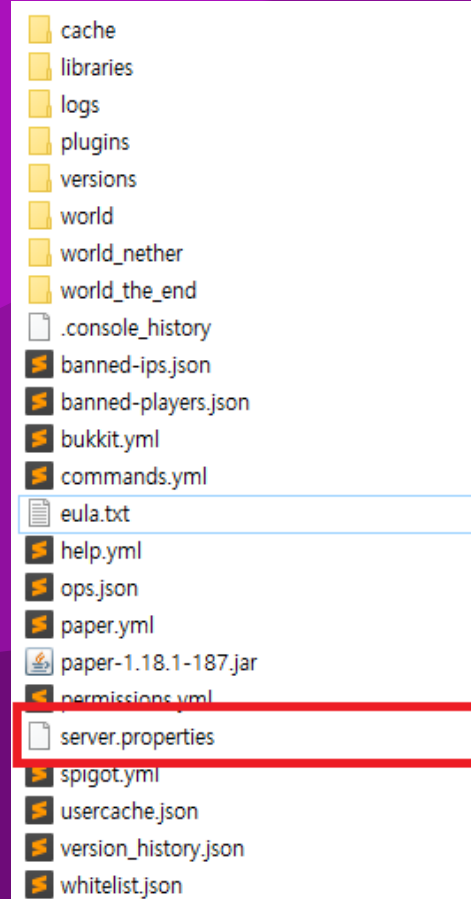 cache
libraries
logs
plugins
versions
world
world_nether
world_the_end
.console_history
banned-ips.json
banned-players.json
bukkit.yml
commands.yml
eula.txt
help.yml
ops.json
paper.yml
paper-1.18.1-187.jar
permissions.yml
server.properties
spigot.yml
usercache.json
version_history.json
whitelist.json